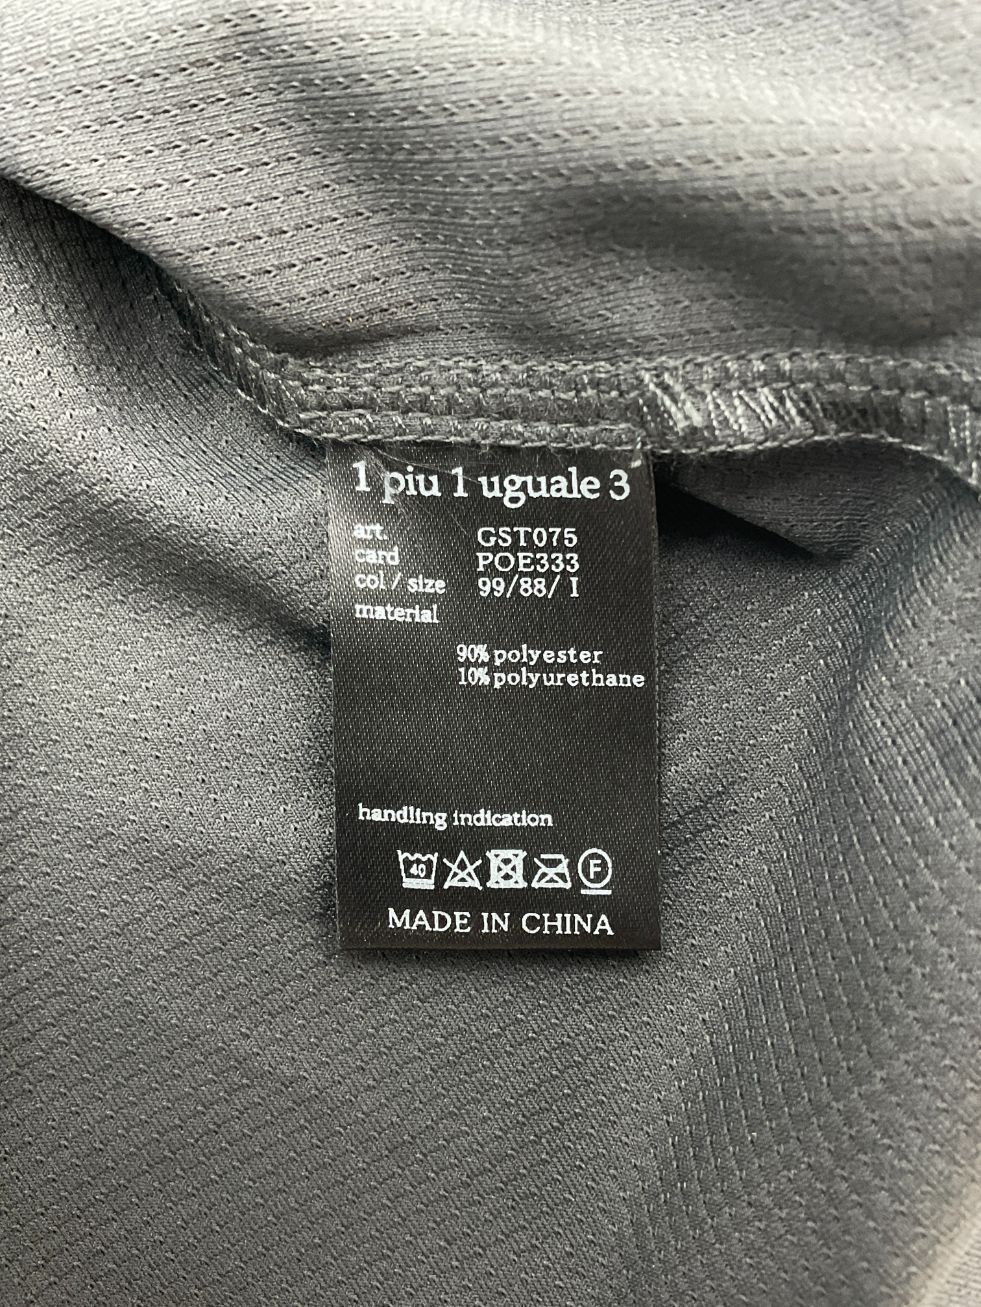 1 piu 1 uguale 3
art. GST075
card POE333
col / size 99/88/ I
material
90% polyester
10% polyurethane
handling indication
40 F
MADE IN CHINA